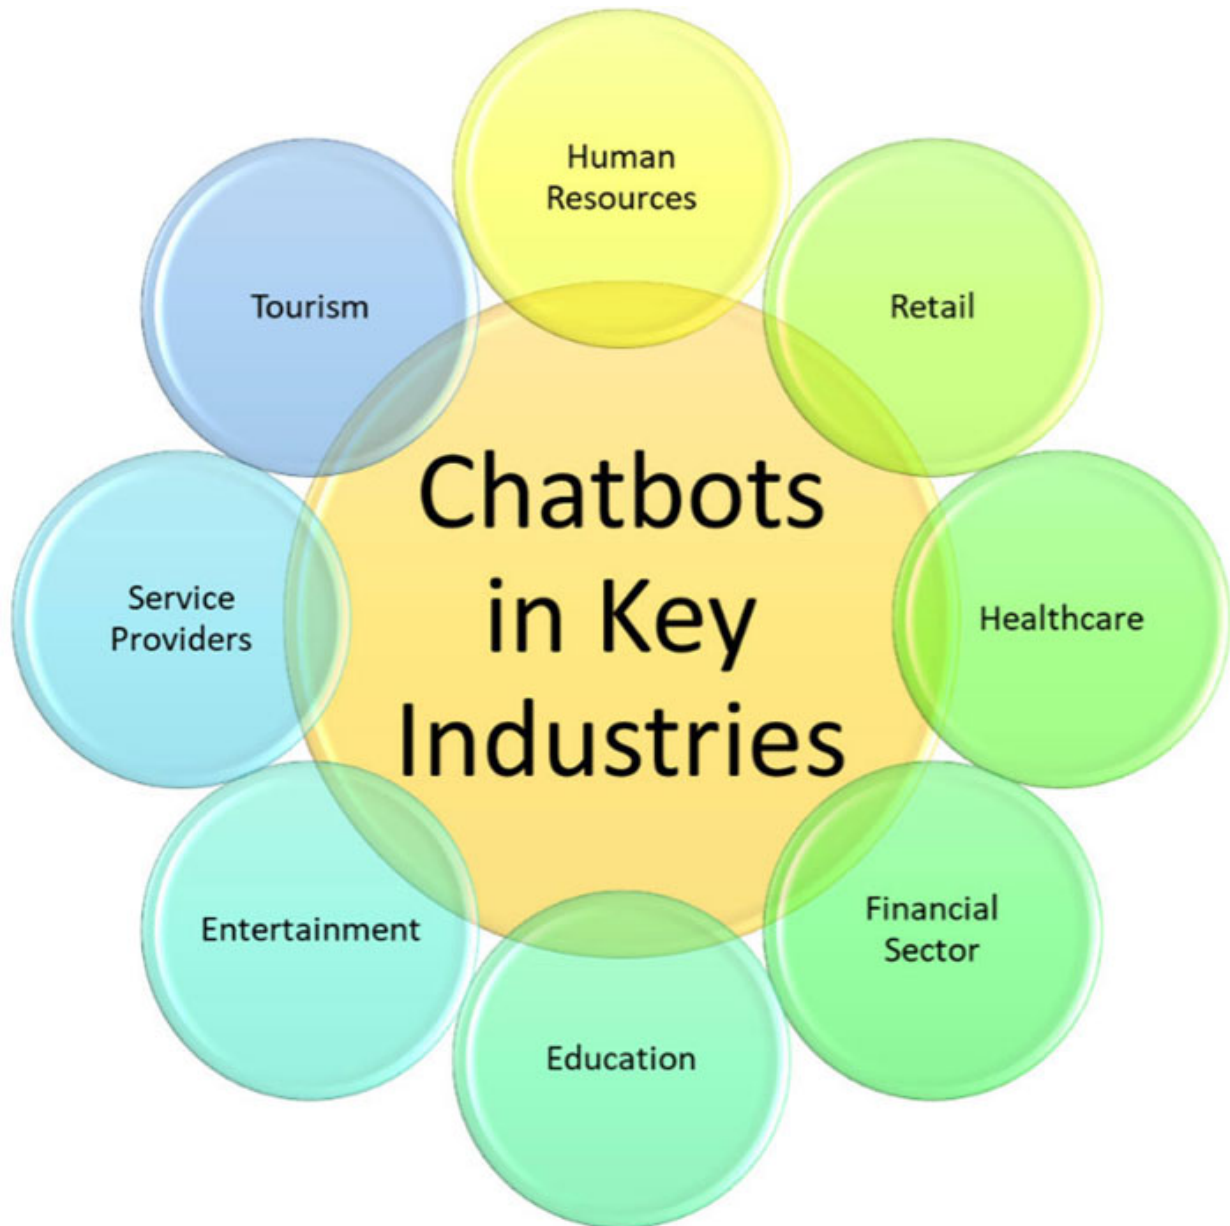 Human
Resources
Retail
Healthcare
Financial
Sector
Education
Entertainment
Service
Providers
Tourism
Chatbots
in Key
Industries